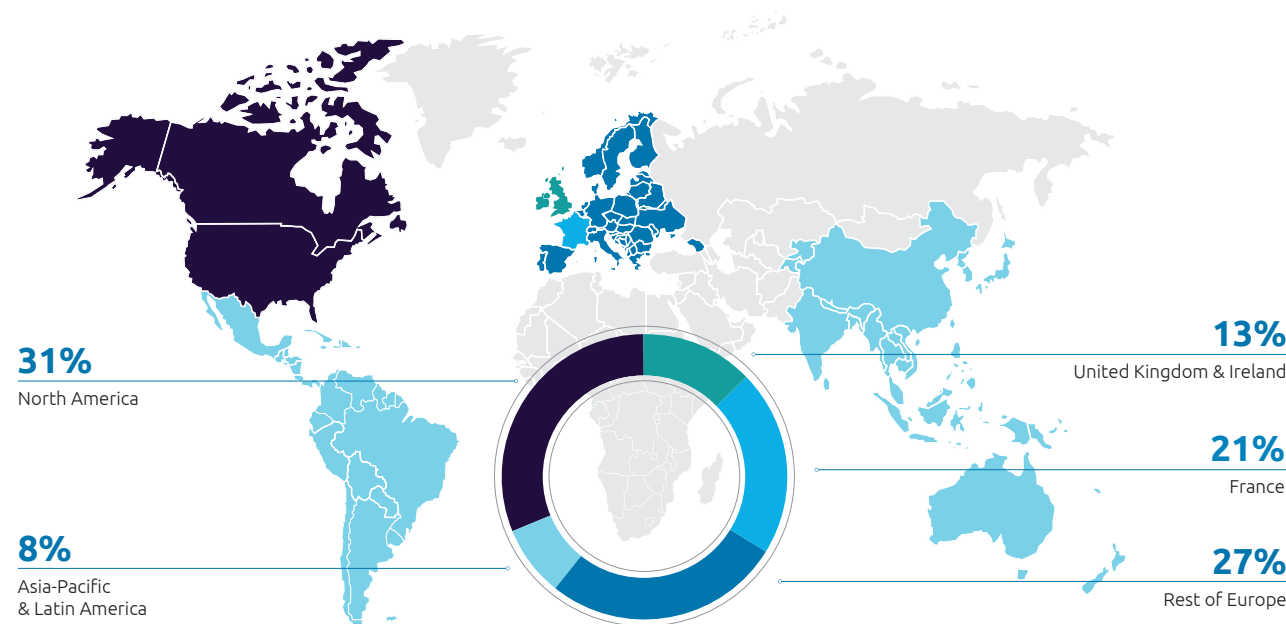 31%
North America
8%
Asia-Pacific
& Latin America
13%
United Kingdom & Ireland
21%
France
27%
Rest of Europe